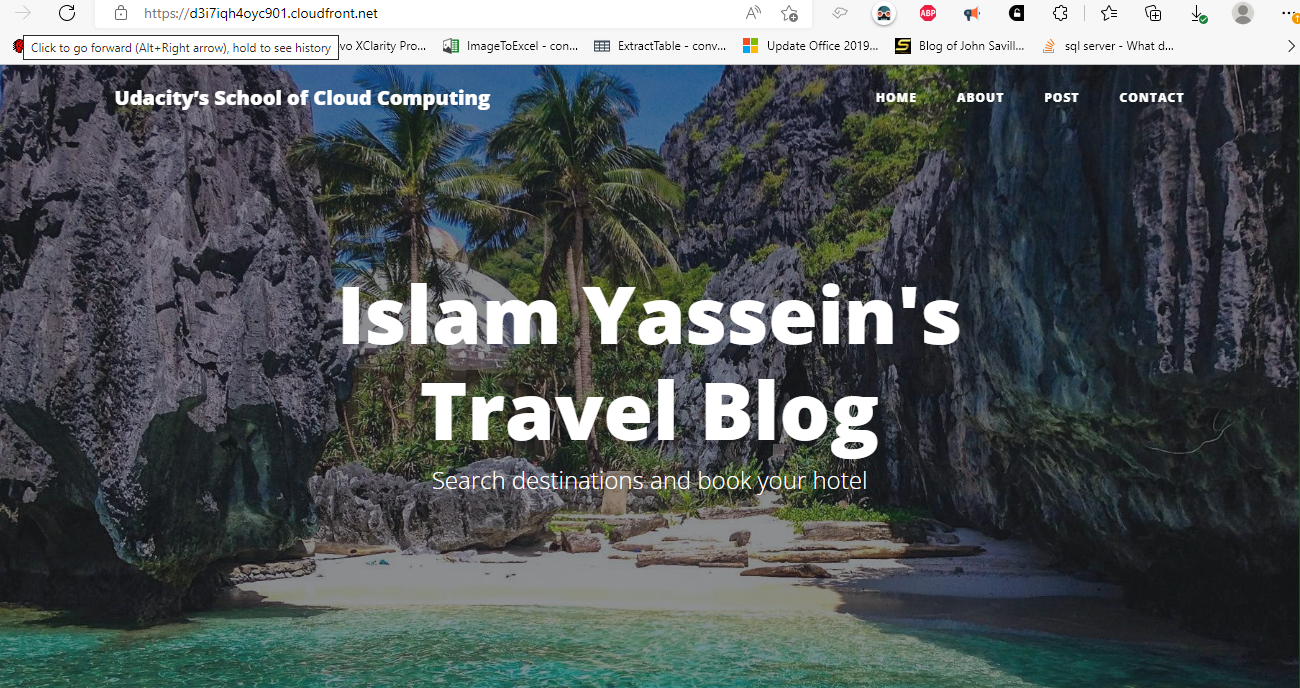 https://d3i7iqh4oyc901.cloudfront.net
ABP
Click to go forward (Alt+Right arrow), hold to see history
vo XClarity Pro...
ImageToExcel - con...
ExtractTable - conv...
Update Office 2019...
S
Blog of John Savill...
sql server - What d...
Udacity’s School of Cloud Computing
HOME
ABOUT
POST
CONTACT
Islam Yassein's
Travel Blog
Search destinations and book your hotel